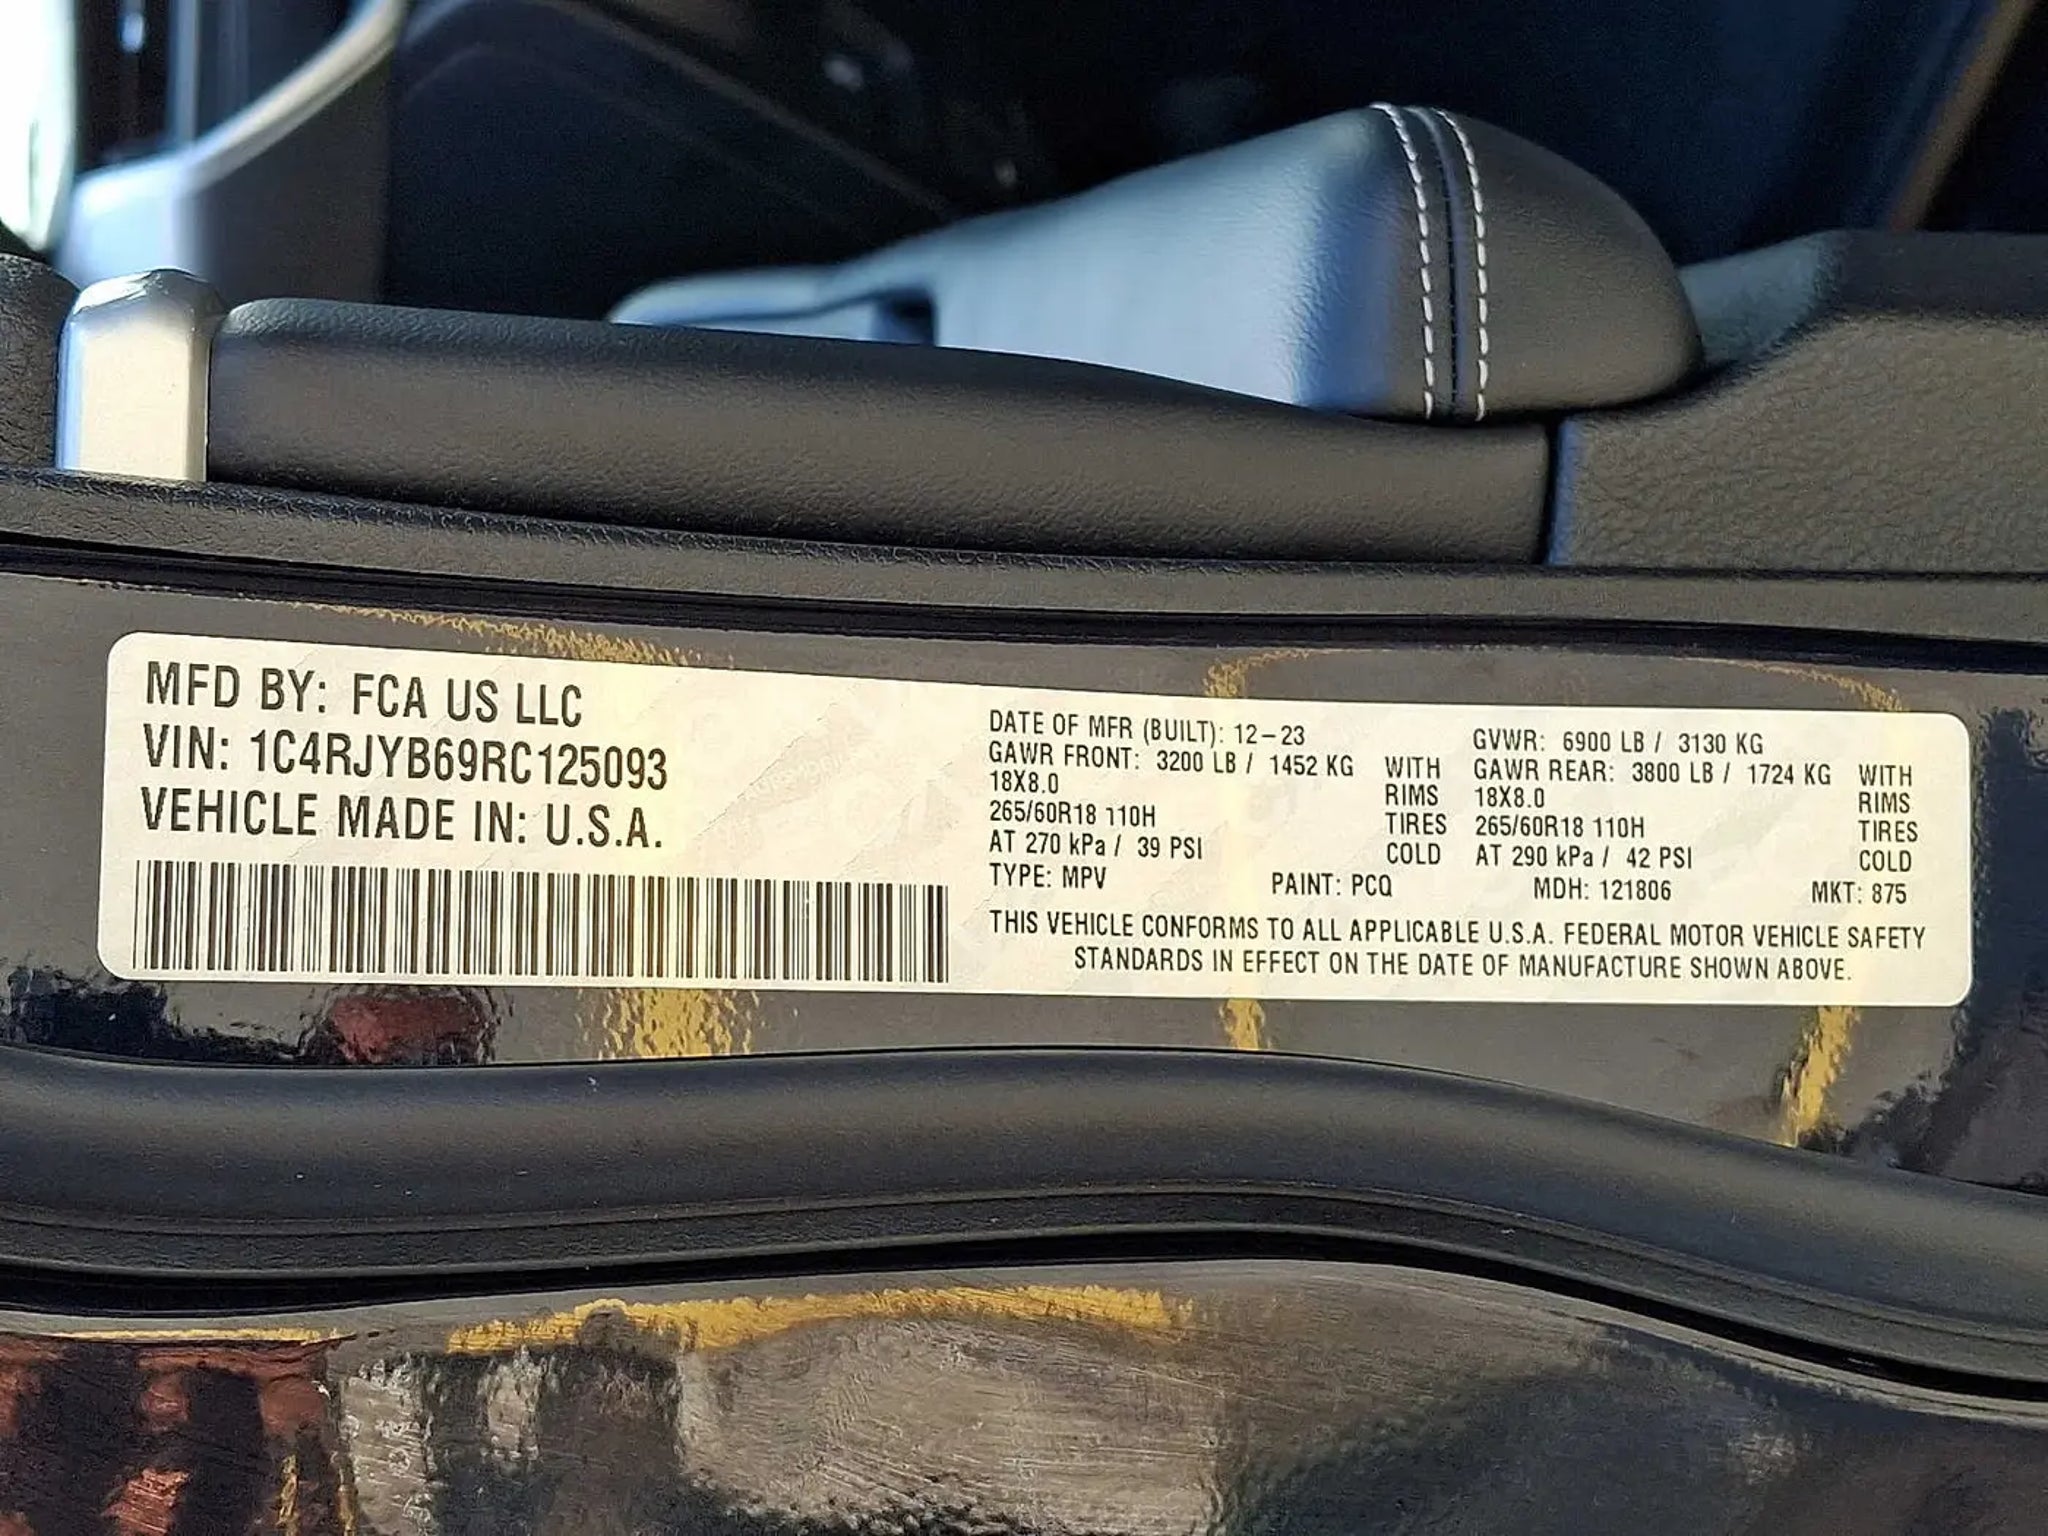 MFD BY: FCA US LLC
VIN: 1C4RJYB69RC125093
VEHICLE MADE IN: U.S.A.
DATE OF MFR (BUILT): 12-23 GVWR: 6900 LB / 3130 KG
GAWR FRONT: 3200 LB / 1452 KG WITH GAWR REAR: 3800 LB / 1724 KG WITH
18X8.0 RIMS 18X8.0 RIMS
265/60R18 110H TIRES 265/60R18 110H TIRES
AT 270 kPa / 39 PSI COLD AT 290 kPa / 42 PSI COLD
TYPE: MPV PAINT: PCQ MDH: 121806 MKT: 875
THIS VEHICLE CONFORMS TO ALL APPLICABLE U.S.A. FEDERAL MOTOR VEHICLE SAFETY
STANDARDS IN EFFECT ON THE DATE OF MANUFACTURE SHOWN ABOVE.